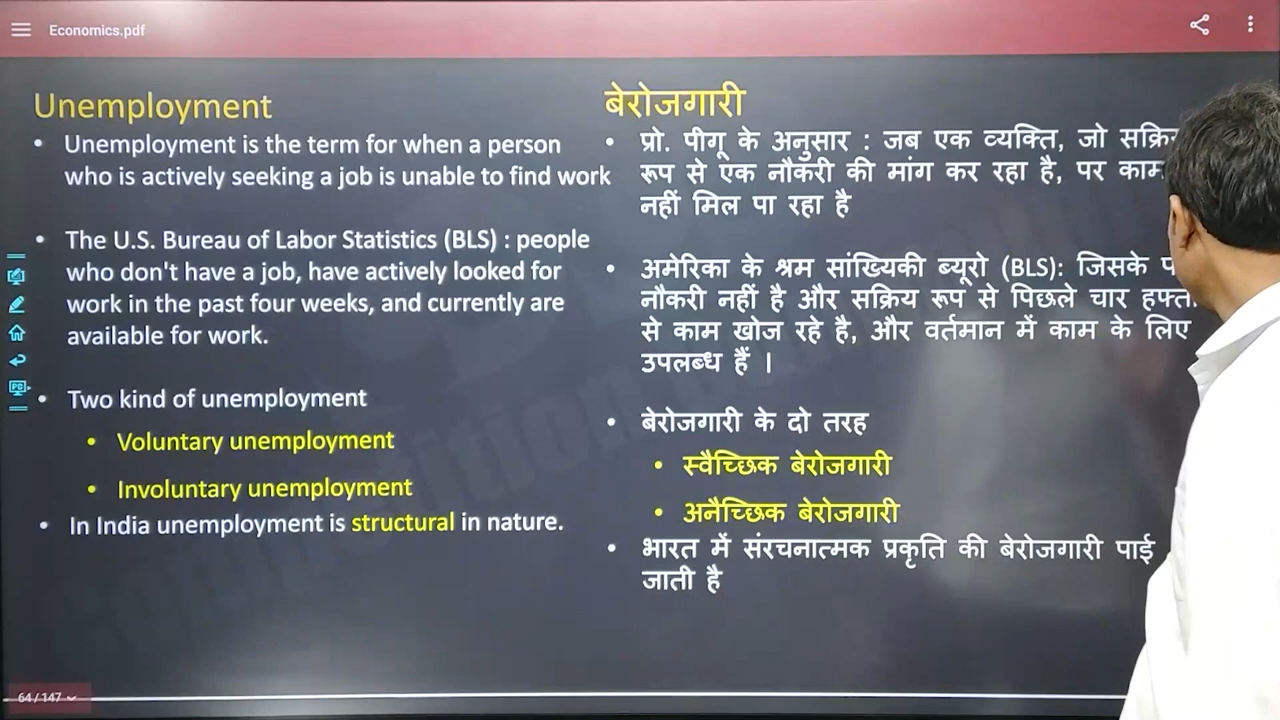 Economics.pdf
Unemployment
• Unemployment is the term for when a person
who is actively seeking a job is unable to find work
• The U.S. Bureau of Labor Statistics (BLS) : people
who don't have a job, have actively looked for
work in the past four weeks, and currently are
available for work.
• Two kind of unemployment
• Voluntary unemployment
• Involuntary unemployment
• In India unemployment is structural in nature.
बेरोजगारी
• प्रो. पीगू के अनुसार : जब एक व्यक्ति, जो
रूप से एक नौकरी की मांग कर रहा है, पर काम
नहीं मिल पा रहा है
• अमेरिका के श्रम सांख्यिकी ब्यूरो (BLS): जिसके
नौकरी नहीं है और सक्रिय रूप से पिछले चार
से काम खोज रहे है, और वर्तमान में काम के लिए
उपलब्ध हैं ।
• बेरोजगारी के दो तरह
• स्वैच्छिक बेरोजगारी
• अनैच्छिक बेरोजगारी
• भारत में संरचनात्मक प्रकृति की बेरोजगारी पाई
जाती है
64 / 147